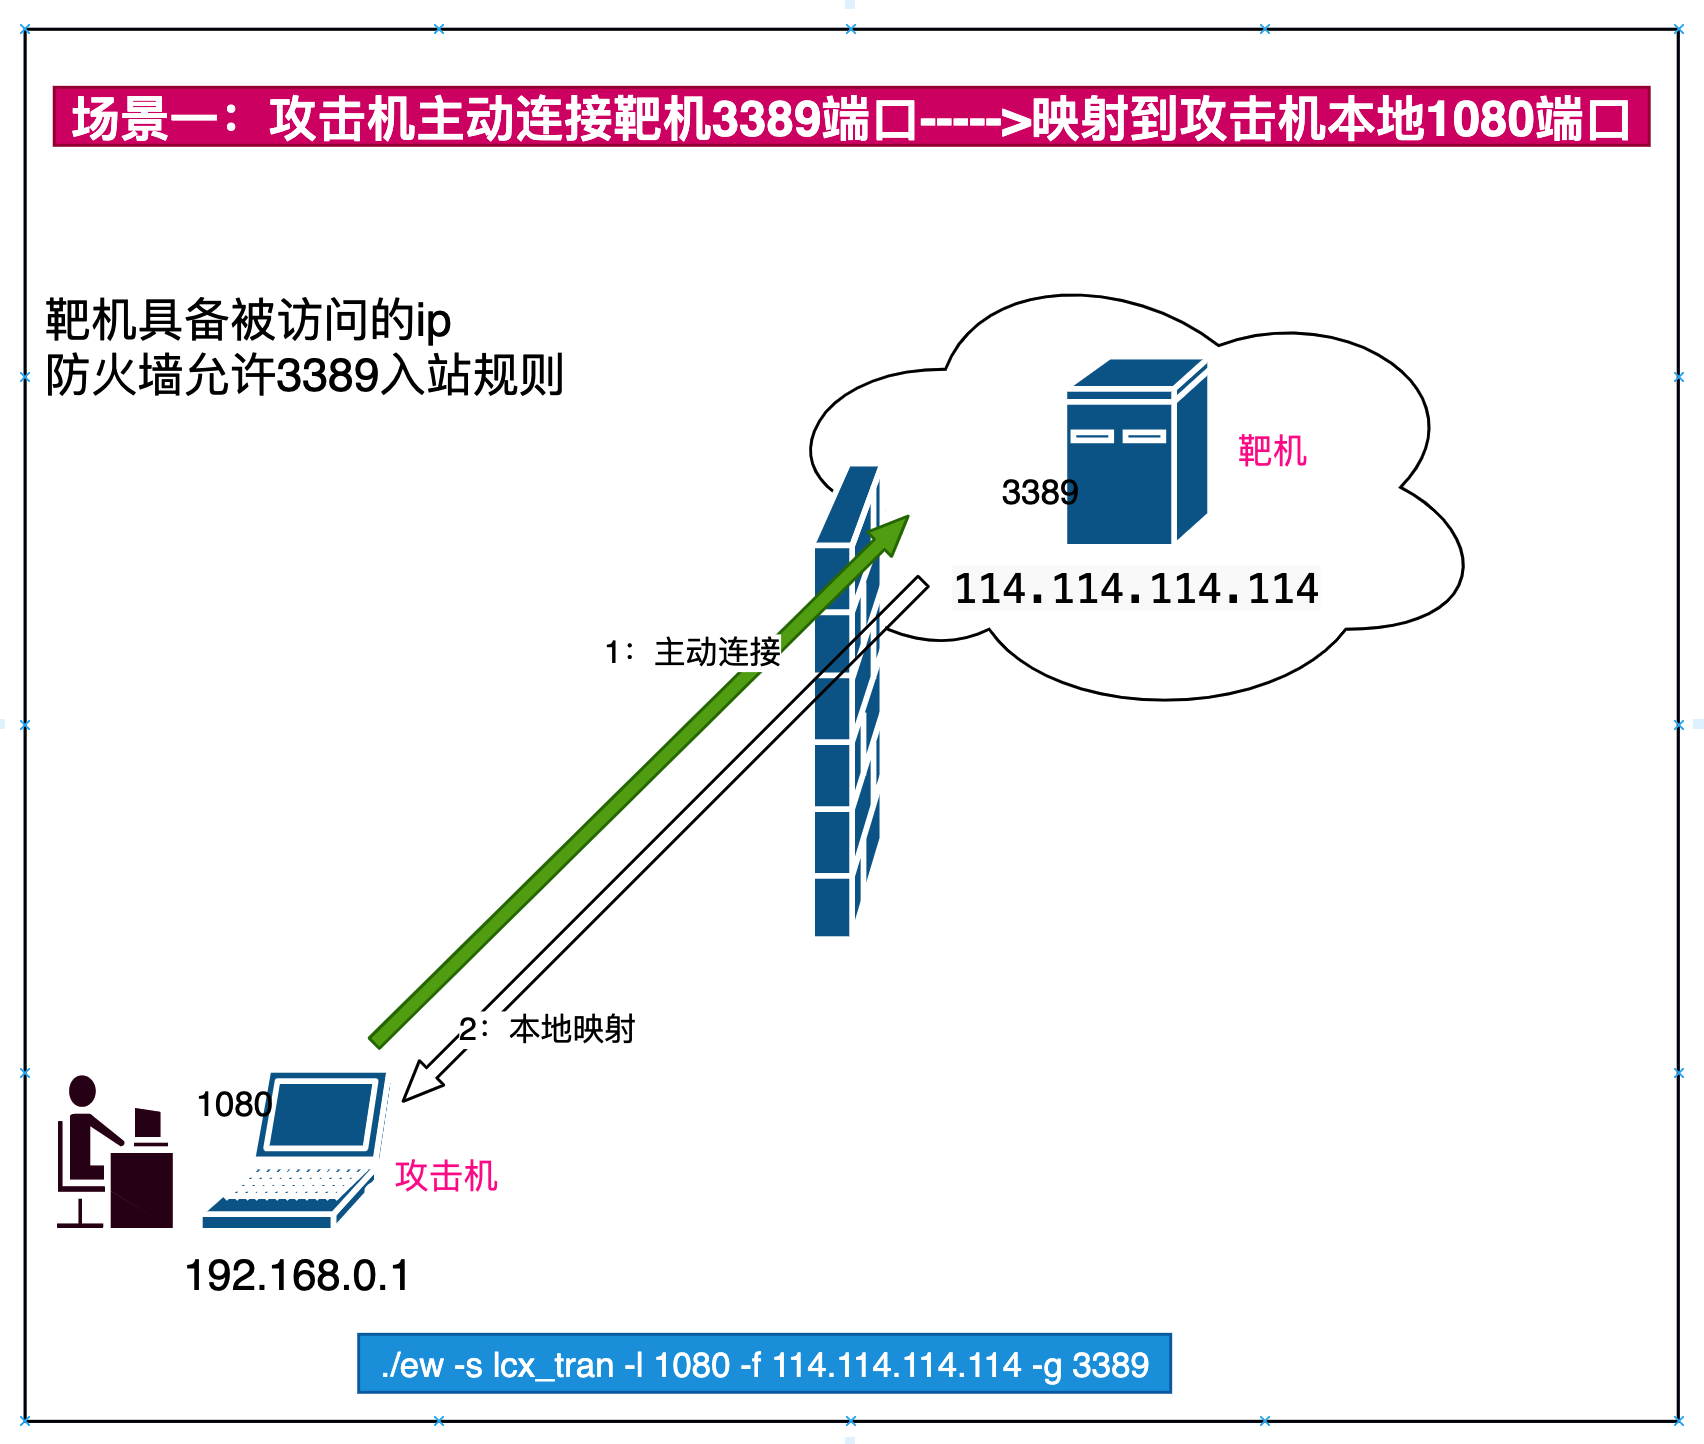 场景一：攻击机主动连接靶机3389端口----->映射到攻击机本地1080端口
靶机具备被访问的ip
防火墙允许3389入站规则
靶机
3389
114.114.114.114
1：主动连接
2：本地映射
1080
攻击机
192.168.0.1
./ew -s lcx_tran -l 1080 -f 114.114.114.114 -g 3389